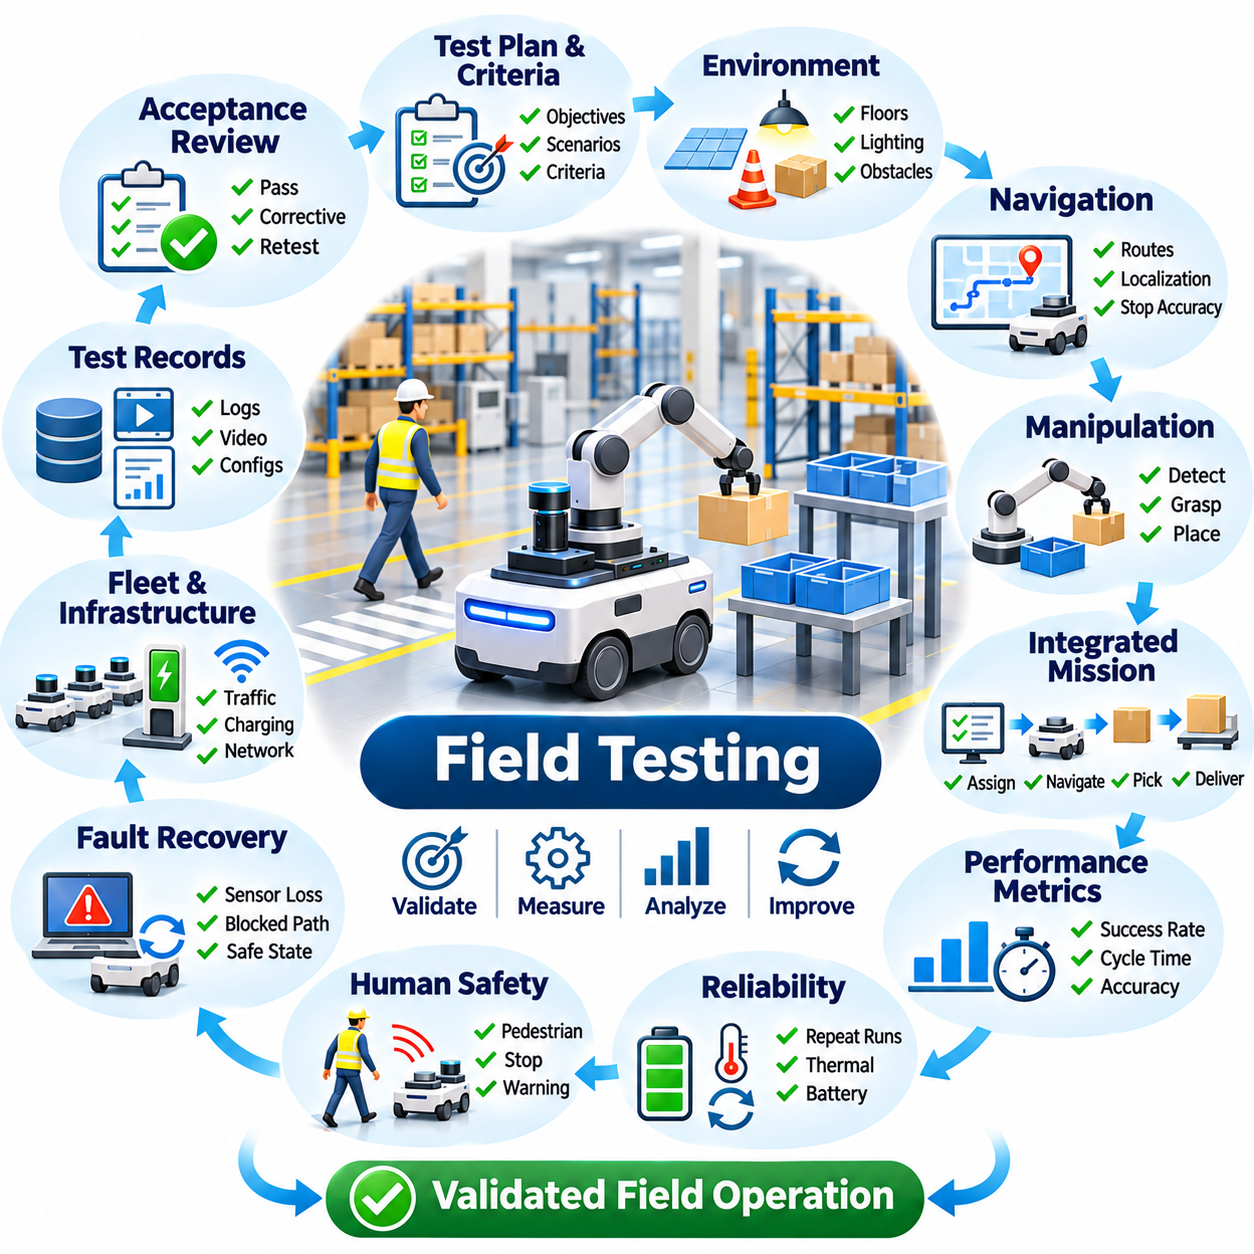 Test Plan &
Criteria
Objectives
Scenarios
Criteria
Environment
Floors
Lighting
Obstacles
Navigation
Routes
Localization
Stop Accuracy
Manipulation
Detect
Grasp
Place
Integrated
Mission
Assign
Navigate
Pick
Deliver
Performance
Metrics
Success Rate
Cycle Time
Accuracy
Reliability
Repeat Runs
Thermal
Battery
Human Safety
Pedestrian
Stop
Warning
Fault Recovery
Sensor Loss
Blocked Path
Safe State
Fleet &
Infrastructure
Traffic
Charging
Network
Test Records
Logs
Video
Configs
Acceptance
Review
Pass
Corrective
Retest
Field Testing
Validate
Measure
Analyze
Improve
Validated Field Operation